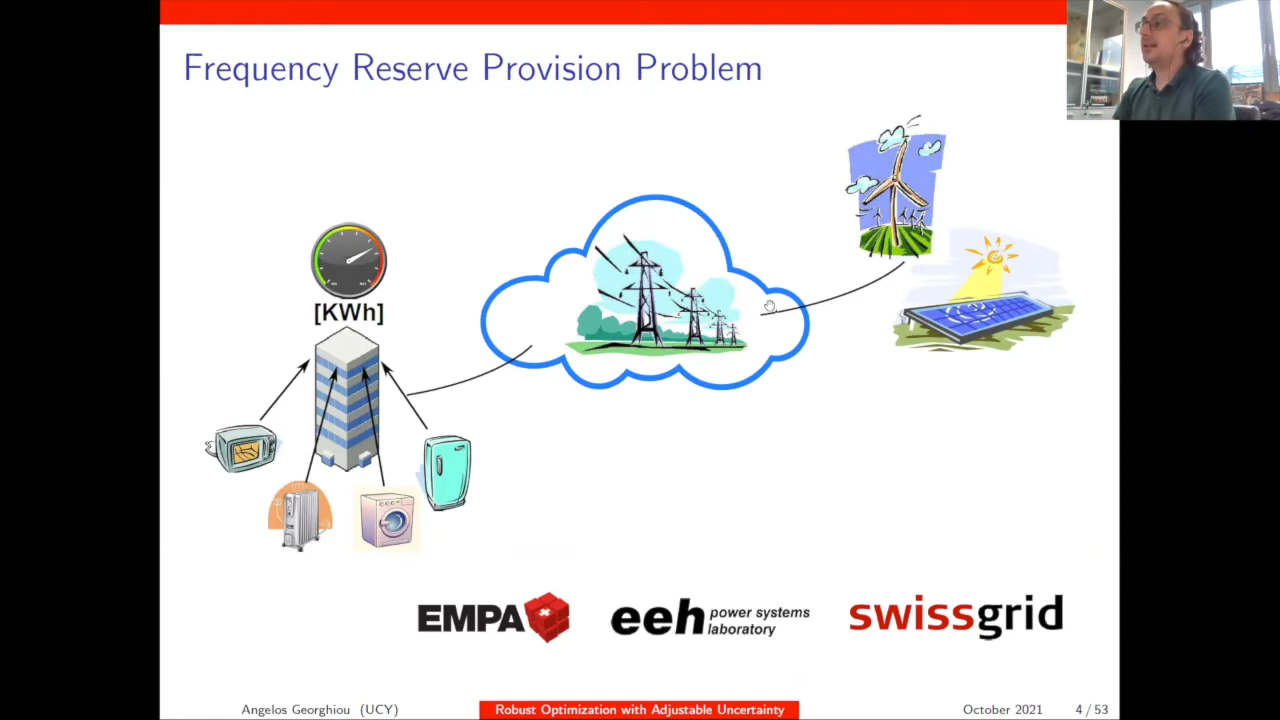 Frequency Reserve Provision Problem
[KWh]
EMPA
eeh power systems
laboratory
swissgrid
Angelos Georghiou (UCY)
Robust Optimization with Adjustable Uncertainty
October 2021
4 / 53